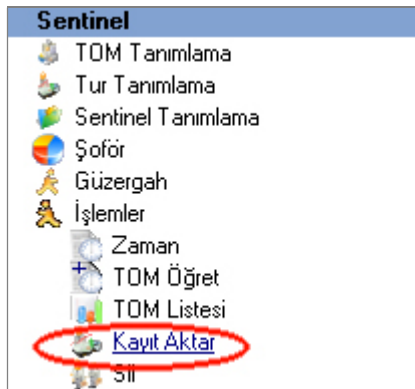 Sentinel
TOM Tanımlama
Tur Tanımlama
Sentinel Tanımlama
Şoför
Güzergah
İşlemler
Zaman
TOM Öğret
TOM Listesi
Kayıt Aktar
Sil